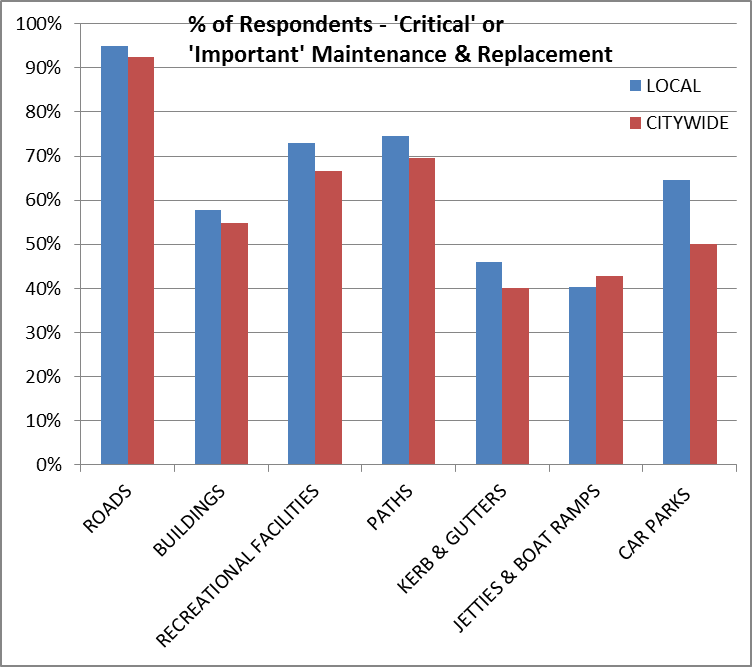 % of Respondents - 'Critical' or
'Important' Maintenance & Replacement
LOCAL
CITYWIDE
100%
90%
80%
70%
60%
50%
40%
30%
20%
10%
0%
ROADS
BUILDINGS
RECREATIONAL FACILITIES
PATHS
KERB & GUTTERS
JETTIES & BOAT RAMPS
CAR PARKS